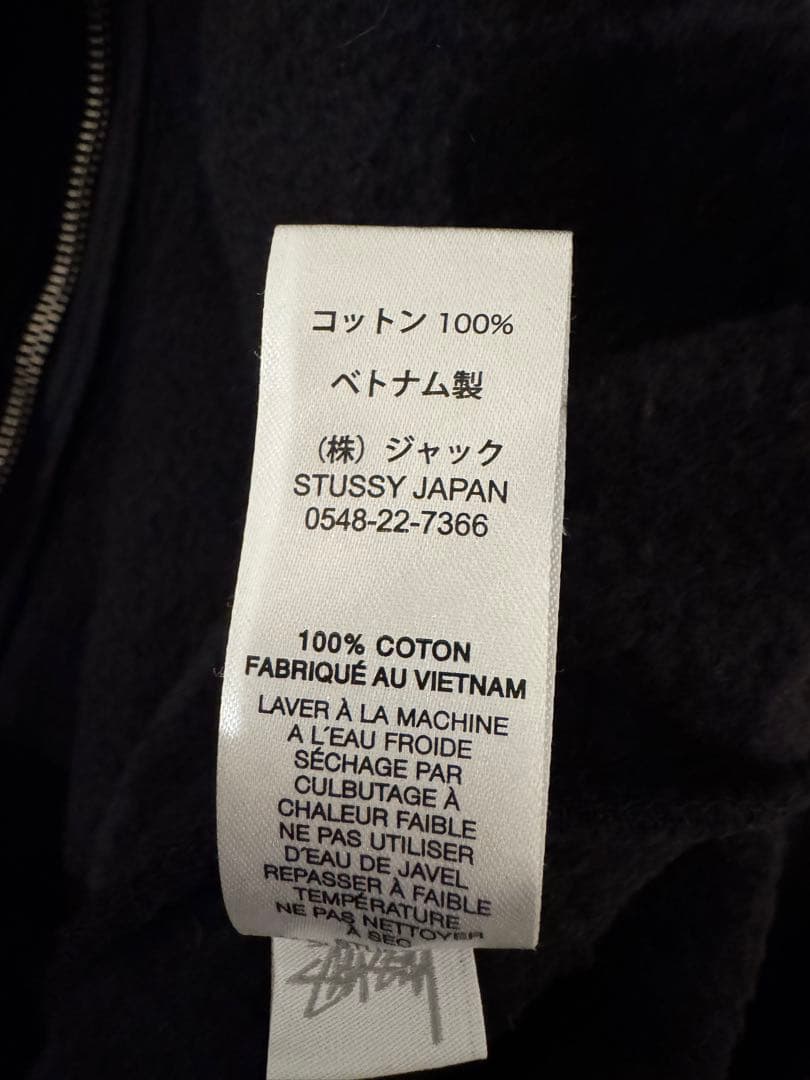 コットン 100%
ベトナム製
(株) ジャック
STUSSY JAPAN
0548-22-7366
100% COTON
FABRIQUÉ AU VIETNAM
LAVER À LA MACHINE
A L'EAU FROIDE
SÉCHAGE PAR
CULBUTAGE À
CHALEUR FAIBLE
NE PAS UTILISER
D'EAU DE JAVEL
REPASSER À FAIBLE
TEMPÉRATURE
NE PAS NETTOYER
À SEC